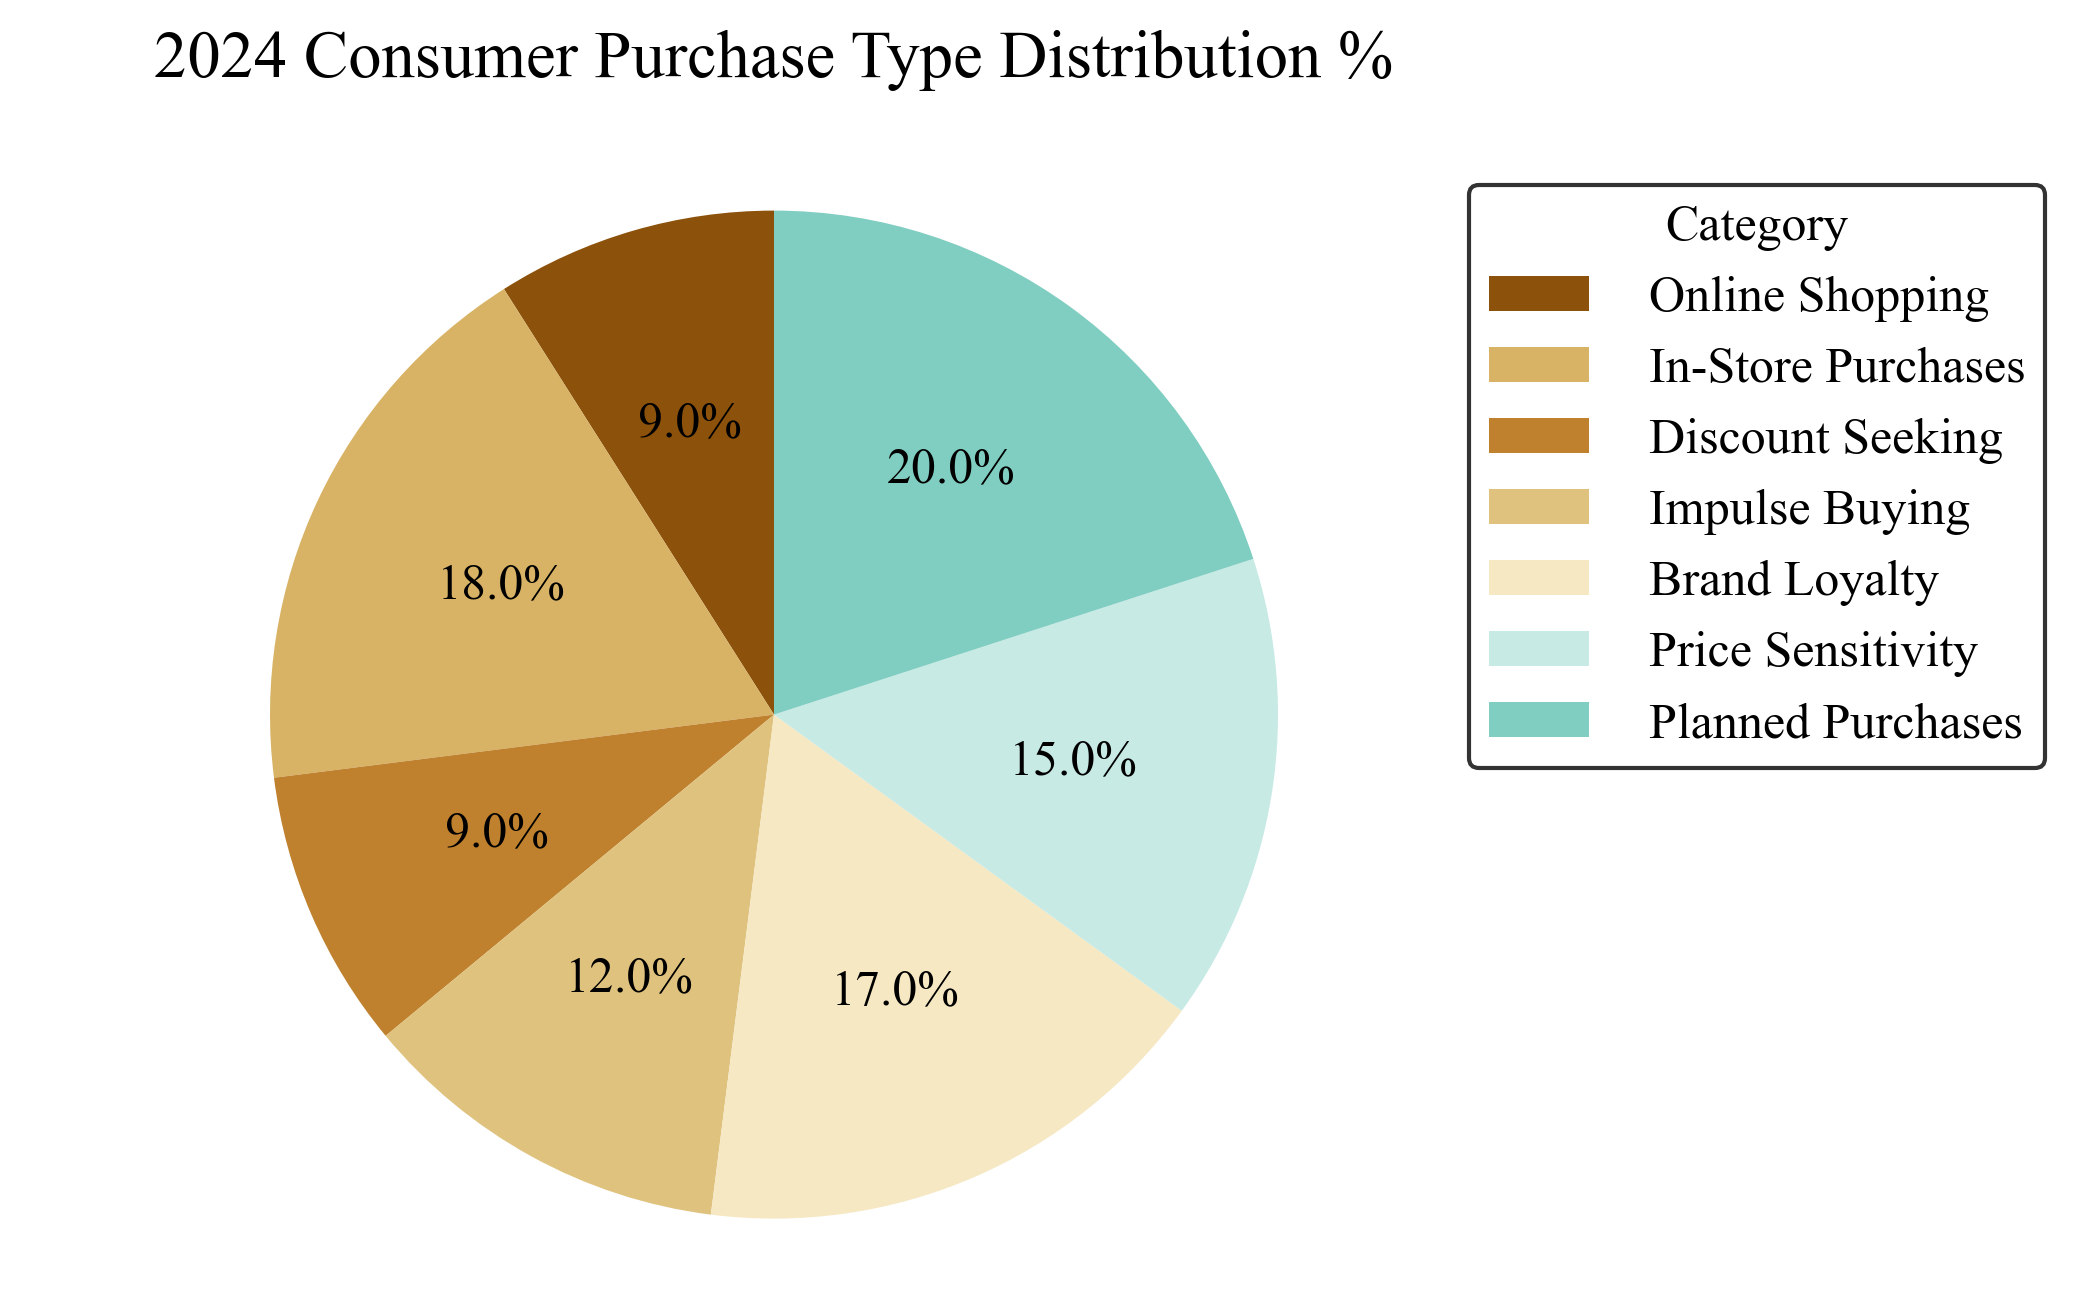 2024 Consumer Purchase Type Distribution %
9.0%
20.0%
18.0%
15.0%
9.0%
12.0%
17.0%
Category
Online Shopping
In-Store Purchases
Discount Seeking
Impulse Buying
Brand Loyalty
Price Sensitivity
Planned Purchases